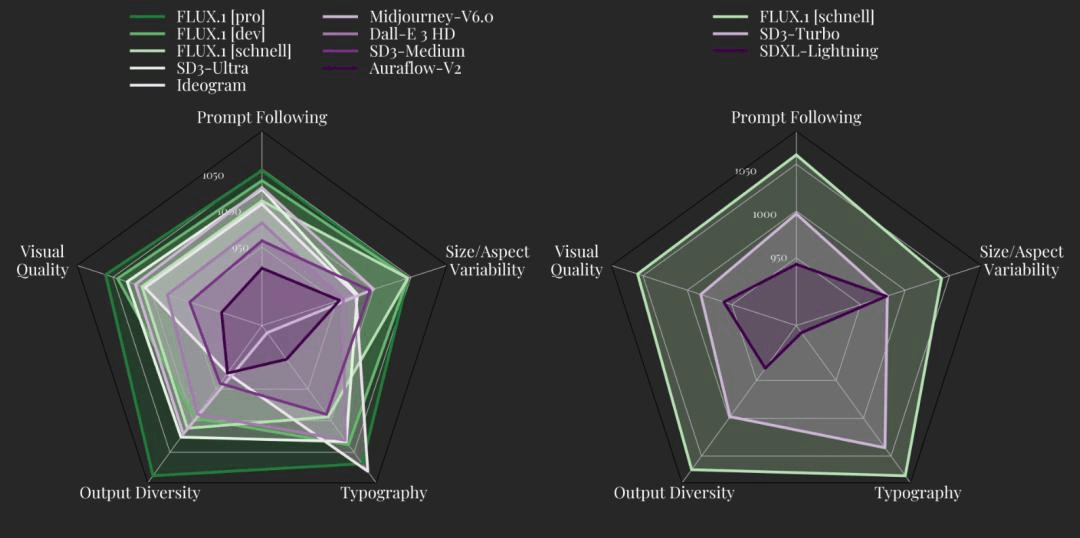 FLUX.1 [pro]
FLUX.1 [dev]
FLUX.1 [schnell]
SD3-Ultra
Ideogram
Midjourney-V6.0
Dall-E 3 HD
SD3-Medium
Auraflow-V2
Prompt Following
1050
1000
950
Visual
Quality
Size/Aspect
Variability
Output Diversity
Typography
FLUX.1 [schnell]
SD3-Turbo
SDXL-Lightning
Prompt Following
1050
1000
950
Visual
Quality
Size/Aspect
Variability
Output Diversity
Typography